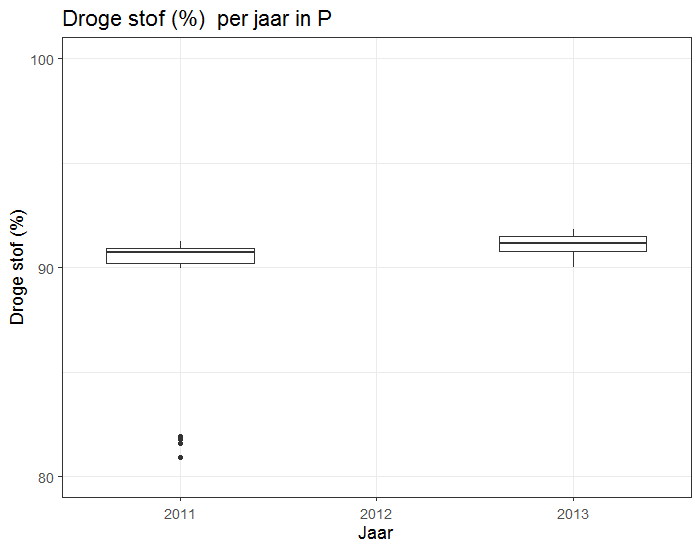 Droge stof (%)  per jaar in P
100
90
80
Droge stof (%)
2011
2012
2013
Jaar